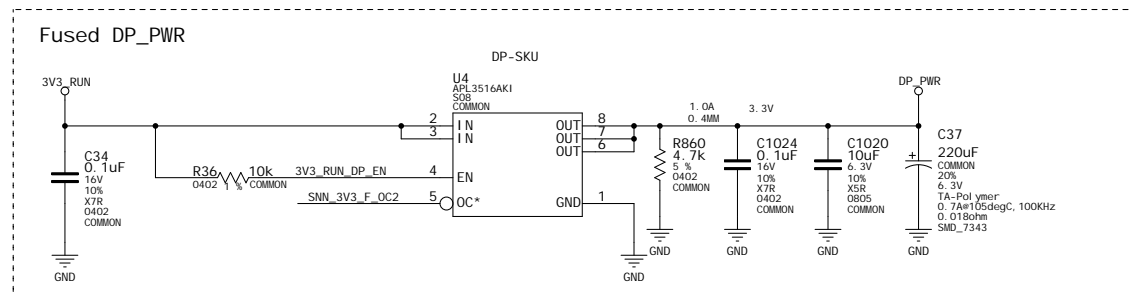 Fused DP_PWR
DP-SKU
3V3_RUN
U4
APL3516AKI
SO8
COMMON
DP_PWR
2 IN
3 IN
4 EN
5 OC*
OUT 8
OUT 7
OUT 6
GND 1
1.0A
0.4MM
3.3V
C34
0.1uF
16V
10%
X7R
0402
COMMON
GND
R36 10k
0402 1 % COMMON
3V3_RUN_DP_EN
SNN_3V3_F_OC2
GND
R860
4.7k
5 %
0402
COMMON
GND
C1024
0.1uF
16V
10%
X7R
0402
COMMON
GND
C1020
10uF
6.3V
10%
X5R
0805
COMMON
GND
C37
+
220uF
COMMON
20%
6.3V
TA-Polymer
0.7A@105degC,100KHz
0.018ohm
SMD_7343
GND